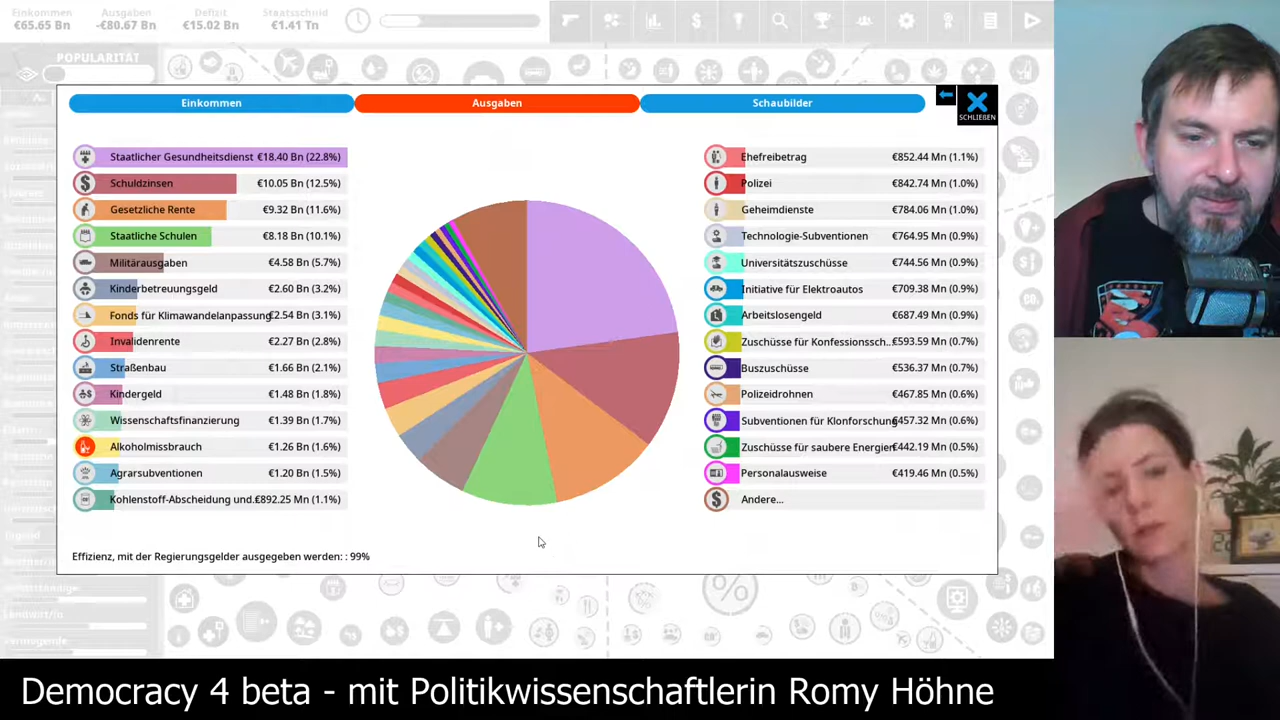 Einkommen Ausgaben Defizit Staatsschuld
€65.65 Bn -€80.67 Bn €15.02 Bn €1.41 Tn
POPULARITÄT
Einkommen Ausgaben Schaubilder
SCHLIEßEN
Staatlicher Gesundheitsdienst €18.40 Bn (22.8%)
Schuldzinsen €10.05 Bn (12.5%)
Gesetzliche Rente €9.32 Bn (11.6%)
Staatliche Schulen €8.18 Bn (10.1%)
Militärausgaben €4.58 Bn (5.7%)
Kinderbetreuungsgeld €2.60 Bn (3.2%)
Fonds für Klimawandelanpassung €2.54 Bn (3.1%)
Invalidenrente €2.27 Bn (2.8%)
Straßenbau €1.66 Bn (2.1%)
Kindergeld €1.48 Bn (1.8%)
Wissenschaftsfinanzierung €1.39 Bn (1.7%)
Alkoholmissbrauch €1.26 Bn (1.6%)
Agrarsubventionen €1.20 Bn (1.5%)
Kohlenstoff-Abscheidung und.. €892.25 Mn (1.1%)
Ehefreibetrag €852.44 Mn (1.1%)
Polizei €842.74 Mn (1.0%)
Geheimdienste €784.06 Mn (1.0%)
Technologie-Subventionen €764.95 Mn (0.9%)
Universitätszuschüsse €744.56 Mn (0.9%)
Initiative für Elektroautos €709.38 Mn (0.9%)
Arbeitslosengeld €687.49 Mn (0.9%)
Zuschüsse für Konfessionssch.. €593.59 Mn (0.7%)
Buszuschüsse €536.37 Mn (0.7%)
Polizeidrohnen €467.85 Mn (0.6%)
Subventionen für Klonforschung €457.32 Mn (0.6%)
Zuschüsse für saubere Energien €442.19 Mn (0.5%)
Personalausweise €419.46 Mn (0.5%)
Andere...
Effizienz, mit der Regierungsgelder ausgegeben werden: : 99%
Democracy 4 beta - mit Politikwissenschaftlerin Romy Höhne